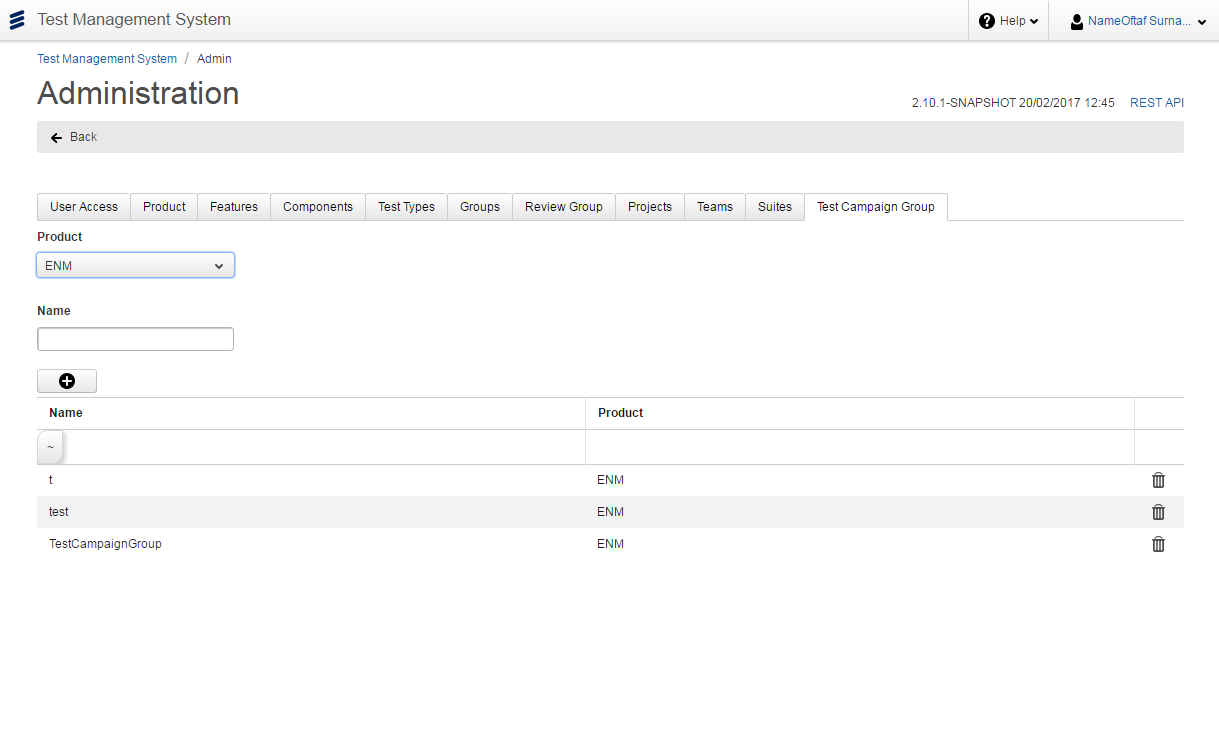 Test Management System
Help
NameOftaf Surna...
Test Management System / Admin
Administration
2.10.1-SNAPSHOT 20/02/2017 12:45 REST API
Back
User Access Product Features Components Test Types Groups Review Group Projects Teams Suites Test Campaign Group
Product
ENM
Name
Name Product
~
t ENM
test ENM
TestCampaignGroup ENM